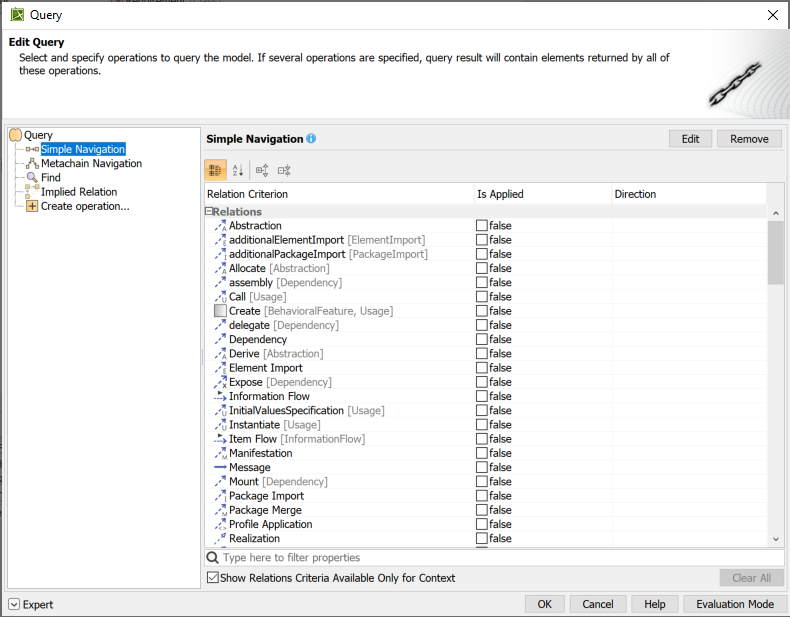 Query
Edit Query
Select and specify operations to query the model. If several operations are specified, query result will contain elements returned by all of
these operations.
Query
Simple Navigation
Metachain Navigation
Find
Implied Relation
Create operation...
Simple Navigation
Edit
Remove
Relation Criterion Is Applied Direction
Relations
Abstraction false
additionalElementImport [ElementImport] false
additionalPackageImport [PackageImport] false
Allocate [Abstraction] false
assembly [Dependency] false
Call [Usage] false
Create [BehavioralFeature, Usage] false
delegate [Dependency] false
Dependency false
Derive [Abstraction] false
Element Import false
Expose [Dependency] false
Information Flow false
InitialValuesSpecification [Usage] false
Instantiate [Usage] false
Item Flow [InformationFlow] false
Manifestation false
Message false
Mount [Dependency] false
Package Import false
Package Merge false
Profile Application false
Realization false
Type here to filter properties
Show Relations Criteria Available Only for Context
Clear All
Expert
OK
Cancel
Help
Evaluation Mode